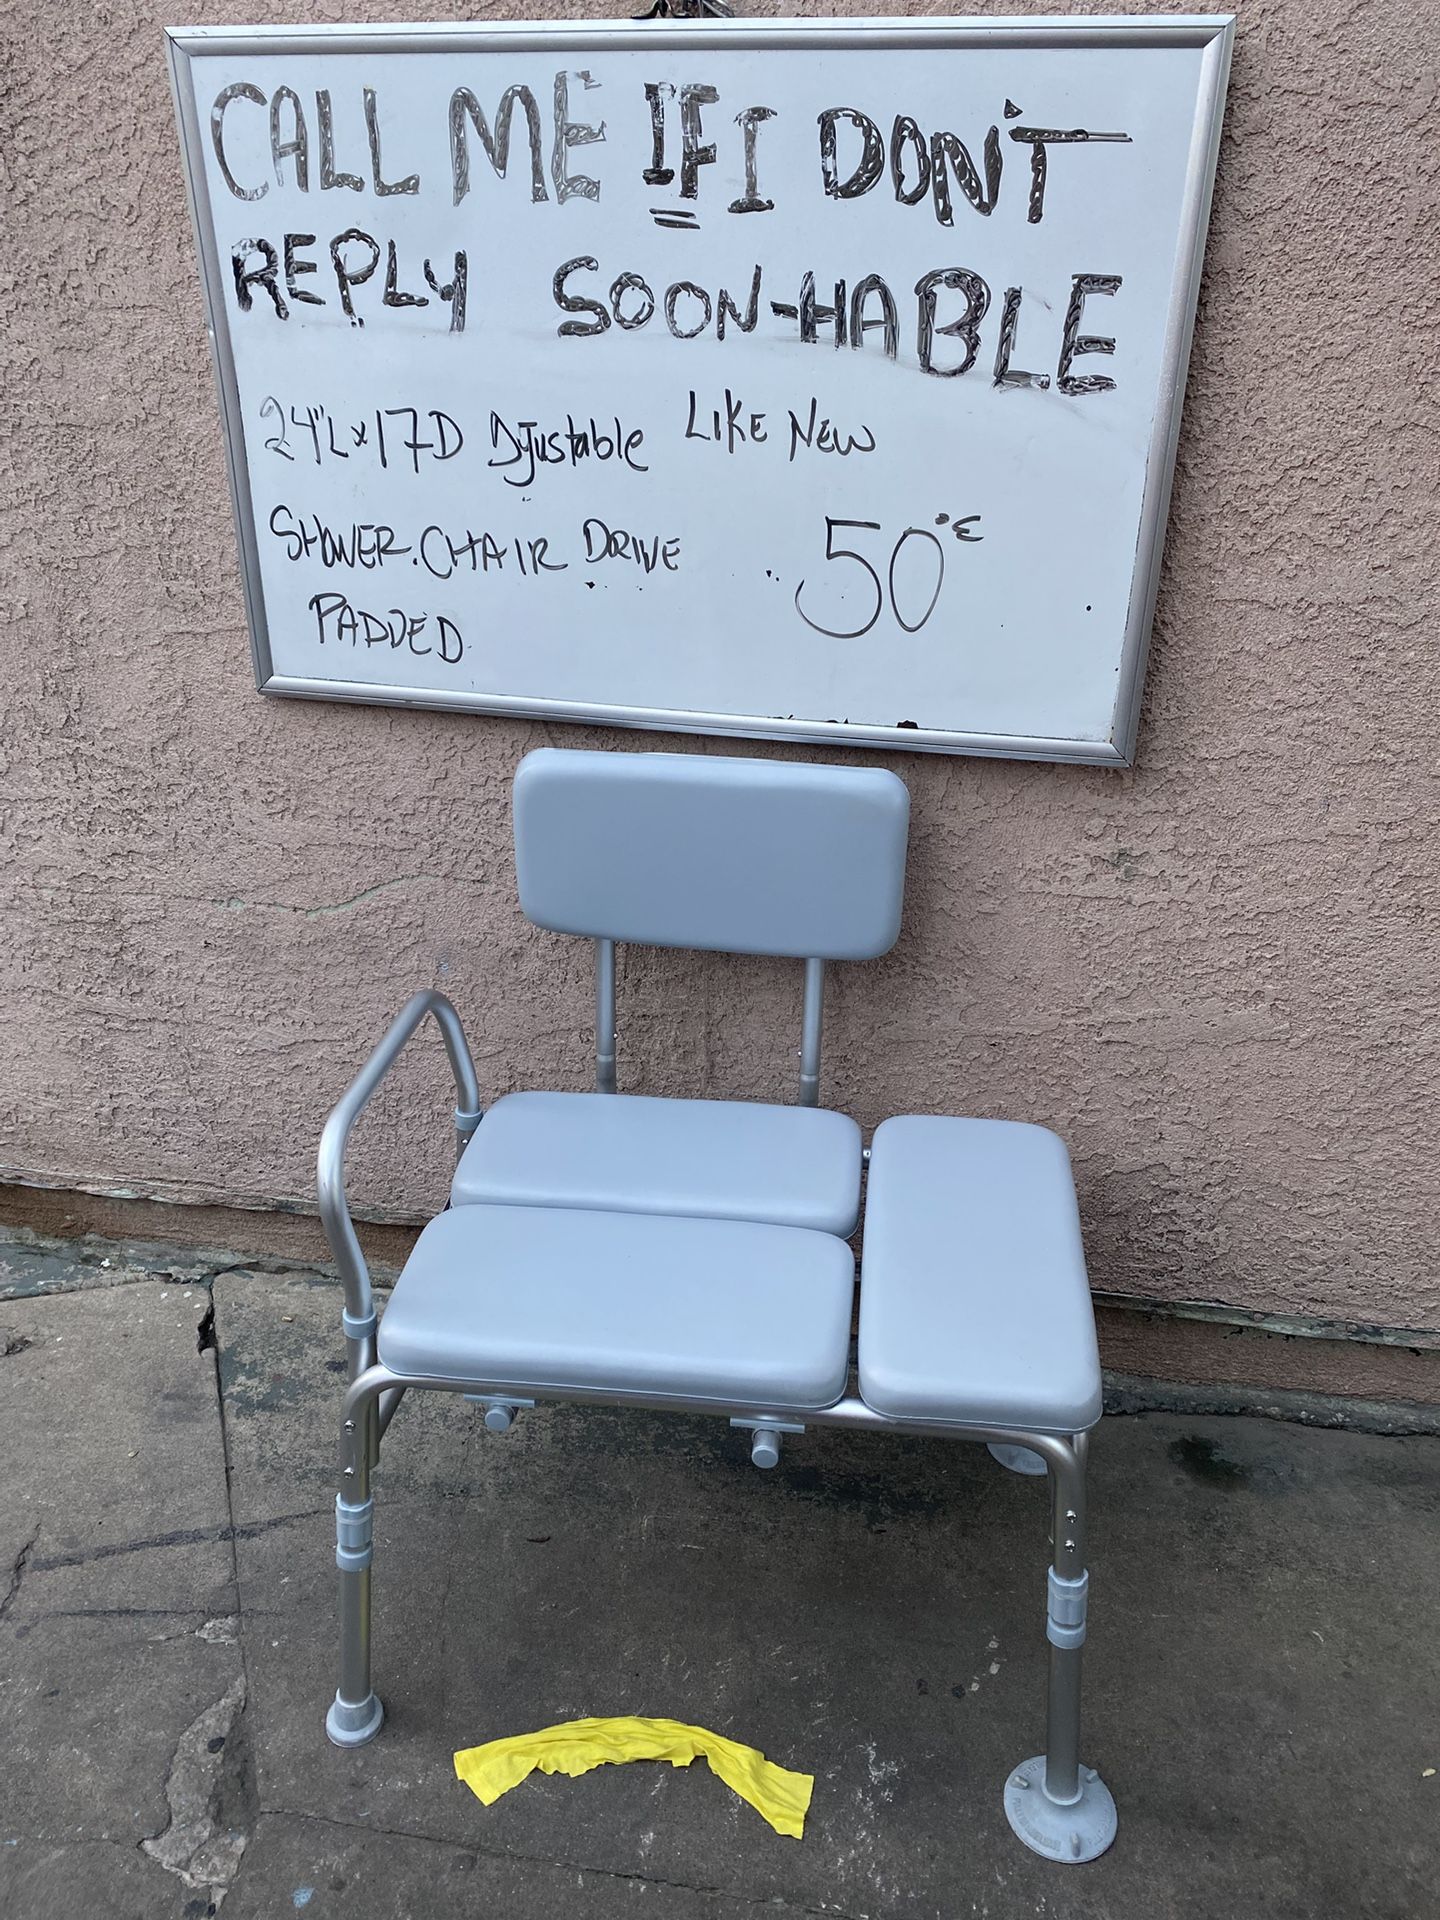 CALL ME IF I DON'T
REPLY SOON-HABLE
24"L x 17D Djustable LIKE NEW
SHOWER. CHAIR DRIVE 50
PADDED